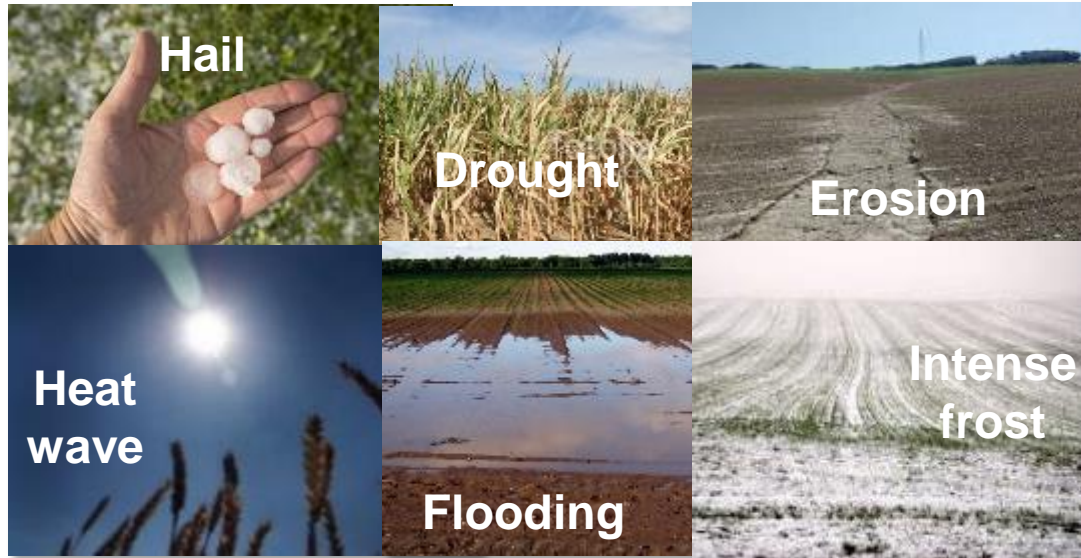 Hail
Drought
Erosion
Heat
wave
Flooding
Intense
frost